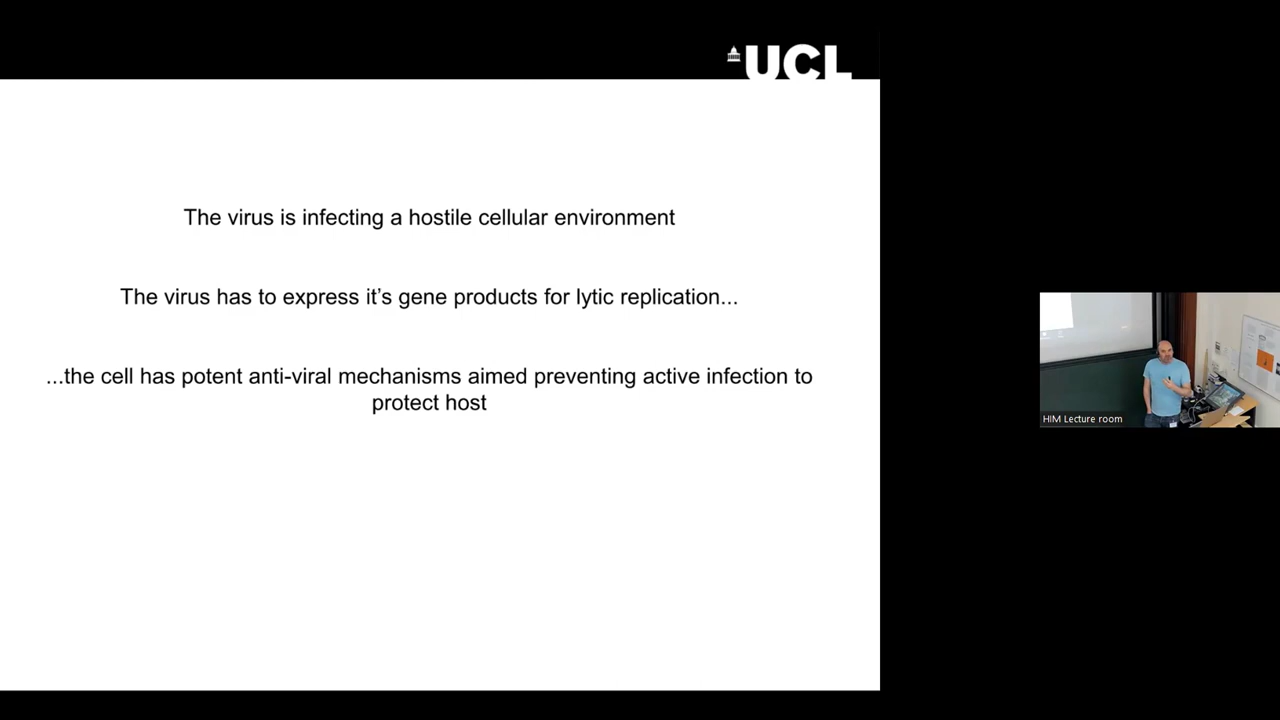 UCL
The virus is infecting a hostile cellular environment
The virus has to express it’s gene products for lytic replication...
...the cell has potent anti-viral mechanisms aimed preventing active infection to
protect host
HIM Lecture room